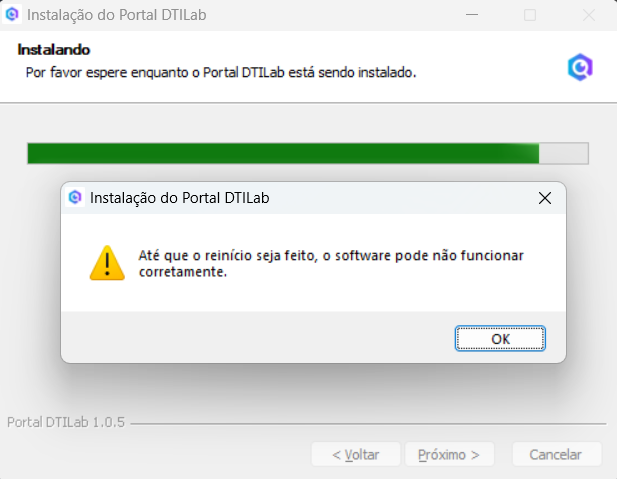 Instalação do Portal DTILab
Instalando
Por favor espere enquanto o Portal DTILab está sendo instalado.
Instalação do Portal DTILab
Até que o reinício seja feito, o software pode não funcionar
corretamente.
OK
Portal DTILab 1.0.5
< Voltar
Próximo >
Cancelar